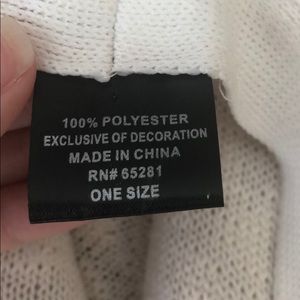 100% POLYESTER
EXCLUSIVE OF DECORATION
MADE IN CHINA
RN# 65281
ONE SIZE